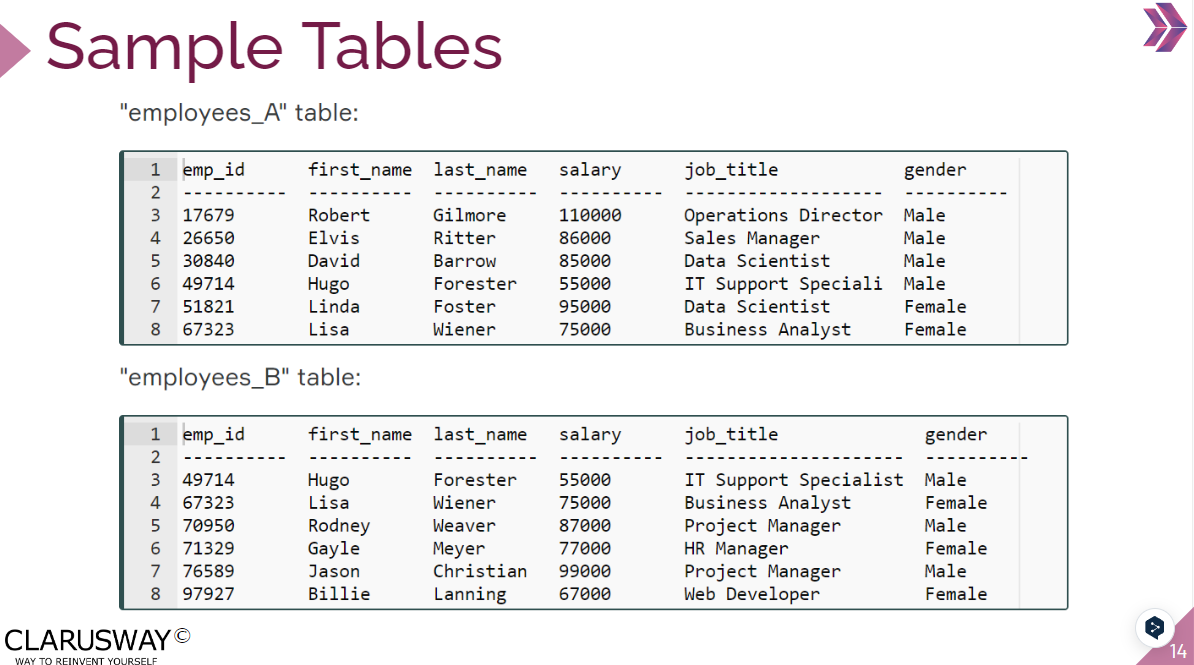 Sample Tables
"employees_A" table:
1 emp_id first_name last_name salary job_title gender
2 ---------- ---------- ---------- ---------- ------------------- ----------
3 17679 Robert Gilmore 110000 Operations Director Male
4 26650 Elvis Ritter 86000 Sales Manager Male
5 30840 David Barrow 85000 Data Scientist Male
6 49714 Hugo Forester 55000 IT Support Speciali Male
7 51821 Linda Foster 95000 Data Scientist Female
8 67323 Lisa Wiener 75000 Business Analyst Female
"employees_B" table:
1 emp_id first_name last_name salary job_title gender
2 ---------- ---------- ---------- ---------- --------------------- ----------
3 49714 Hugo Forester 55000 IT Support Specialist Male
4 67323 Lisa Wiener 75000 Business Analyst Female
5 70950 Rodney Weaver 87000 Project Manager Male
6 71329 Gayle Meyer 77000 HR Manager Female
7 76589 Jason Christian 99000 Project Manager Male
8 97927 Billie Lanning 67000 Web Developer Female
CLARUSWAY©
WAY TO REINVENT YOURSELF
14